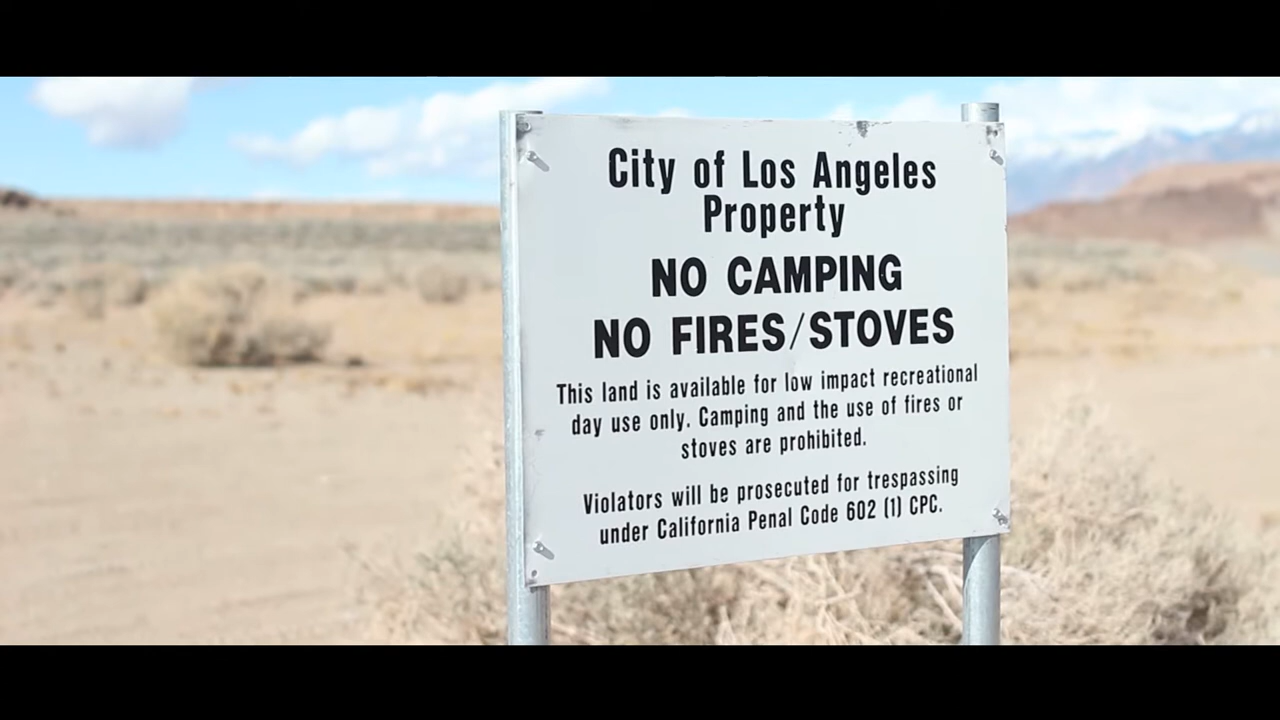 City of Los Angeles
Property
NO CAMPING
NO FIRES/STOVES
This land is available for low impact recreational
day use only. Camping and the use of fires or
stoves are prohibited.
Violators will be prosecuted for trespassing
under California Penal Code 602 (1) CPC.